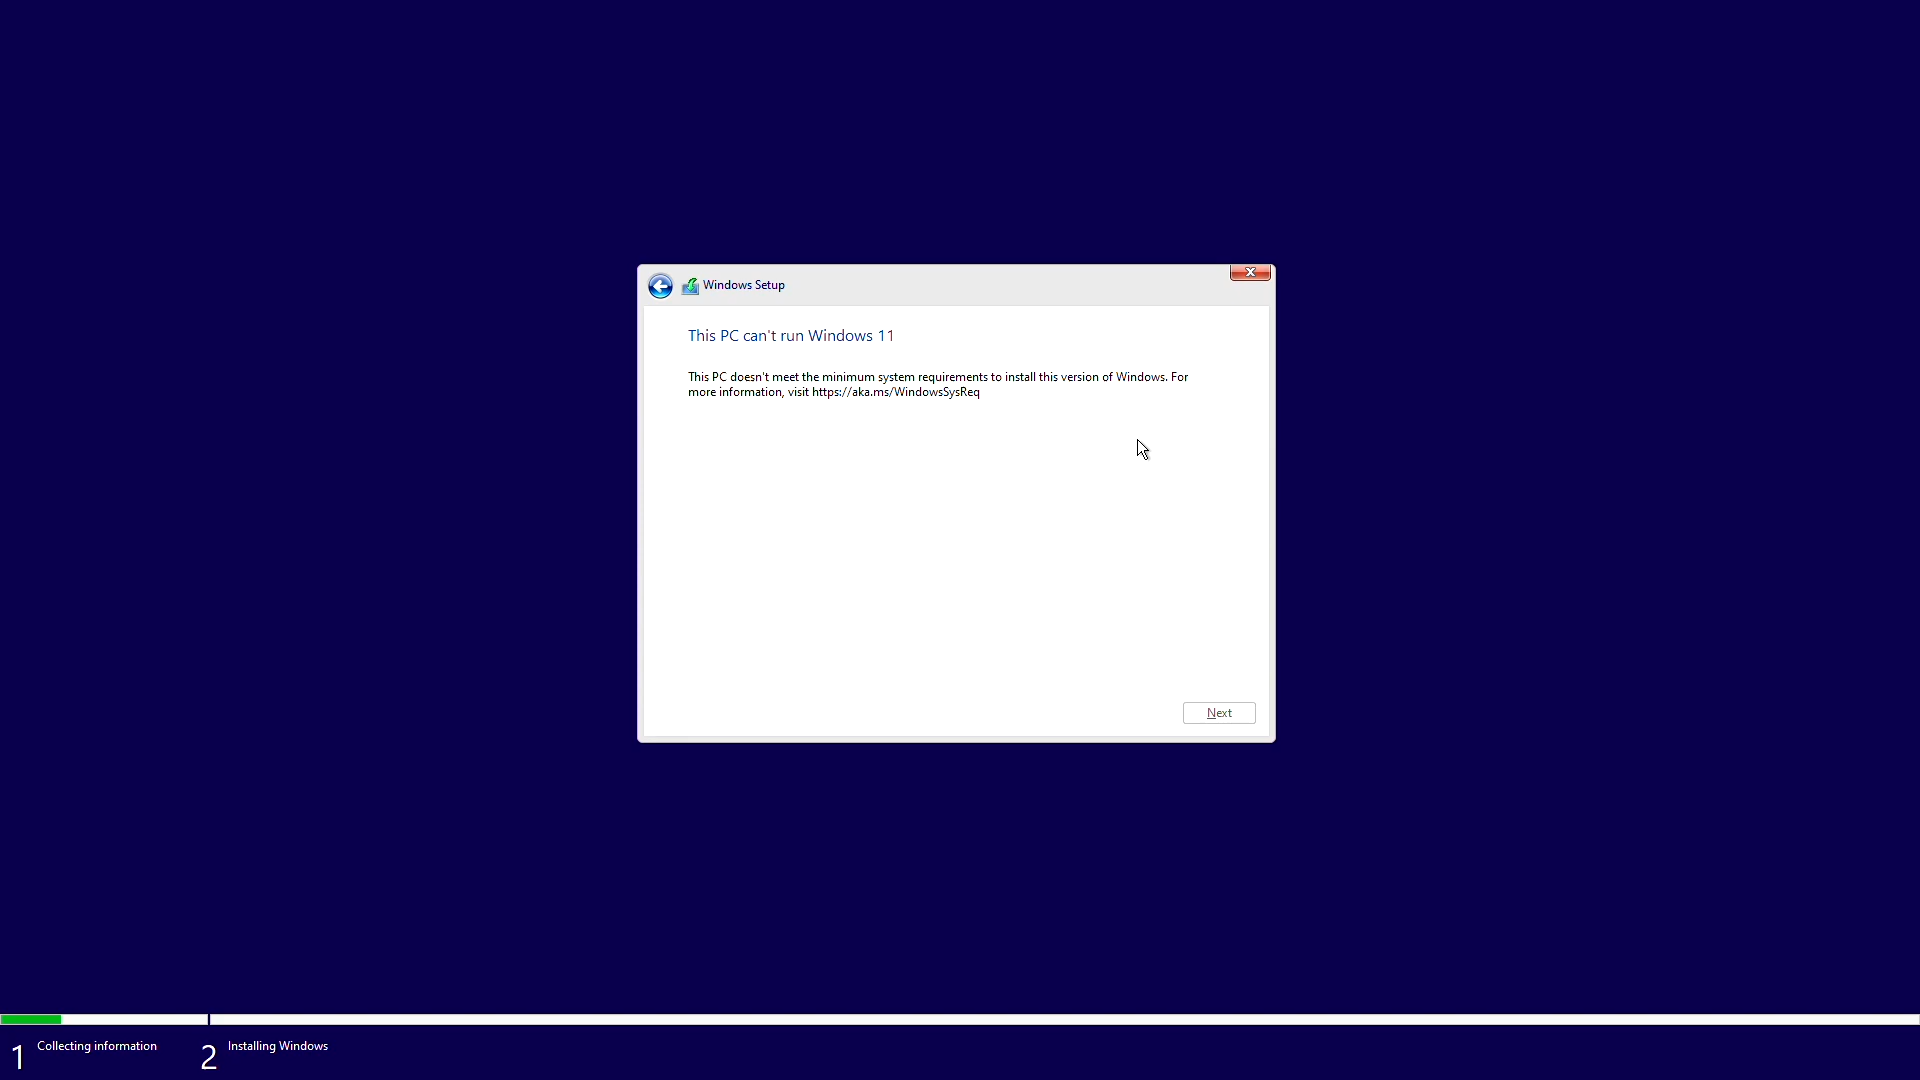 Windows Setup
This PC can't run Windows 11
This PC doesn't meet the minimum system requirements to install this version of Windows. For
more information, visit https://aka.ms/WindowsSysReq
Next
1 Collecting information 2 Installing Windows